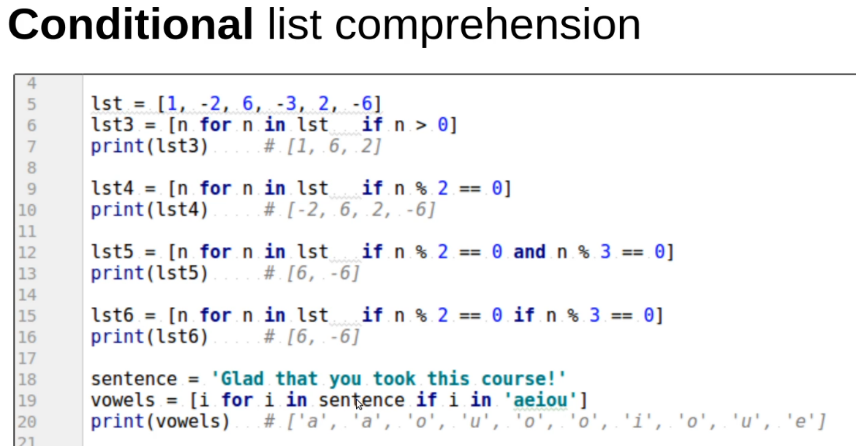 Conditional list comprehension
4
5 lst = [1, -2, 6, -3, 2, -6]
6 lst3 = [n for n in lst   if n > 0]
7 print(lst3)     # [1, 6, 2]
8
9 lst4 = [n for n in lst   if n % 2 == 0]
10 print(lst4)     # [-2, 6, 2, -6]
11
12 lst5 = [n for n in lst   if n % 2 == 0 and n % 3 == 0]
13 print(lst5)     # [6, -6]
14
15 lst6 = [n for n in lst   if n % 2 == 0 if n % 3 == 0]
16 print(lst6)     # [6, -6]
17
18 sentence = 'Glad that you took this course!'
19 vowels = [i for i in sentence if i in 'aeiou']
20 print(vowels)   # ['a', 'a', 'o', 'u', 'o', 'o', 'i', 'o', 'u', 'e']
21